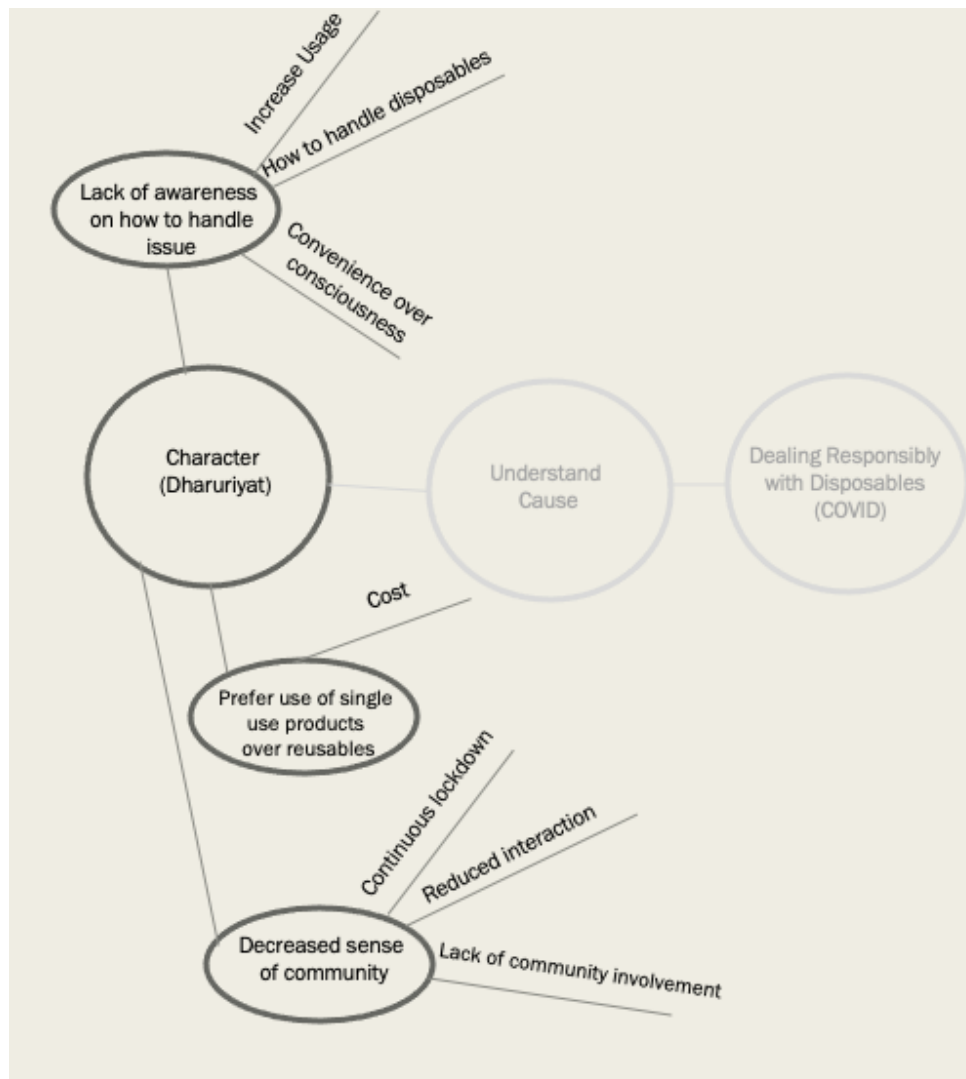 Increase Usage
How to handle disposables
Lack of awareness
on how to handle
issue
Convenience over
consciousness
Character
(Dharuriyat)
Understand
Cause
Dealing Responsibly
with Disposables
(COVID)
Cost
Prefer use of single
use products
over reusables
Continuous lockdown
Reduced interaction
Decreased sense
of community
Lack of community involvement